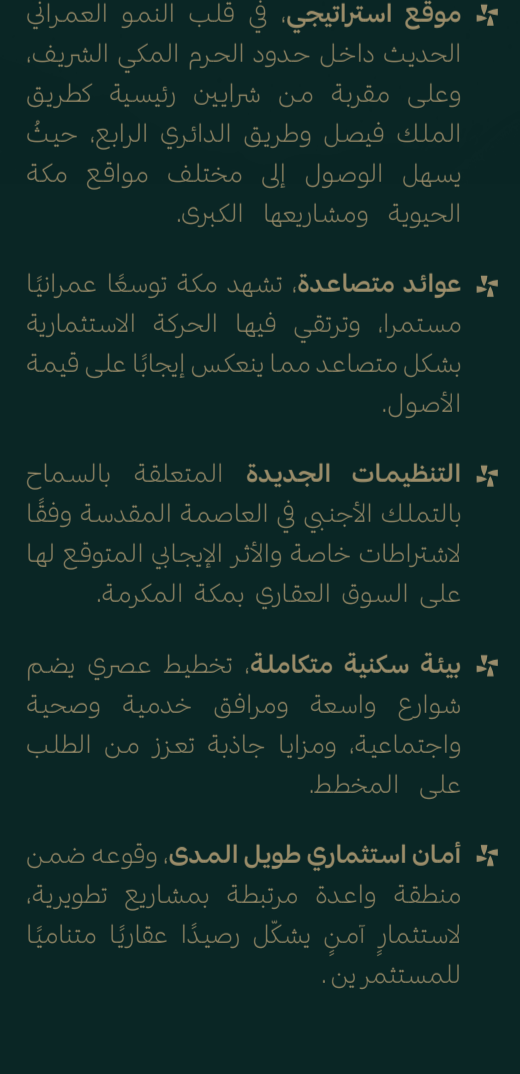 موقع استراتيجي، في قلب النمو العمراني
الحديث داخل حدود الحرم المكي الشريف،
وعلى مقربة من شرايين رئيسية كطريق
الملك فيصل وطريق الدائري الرابع، حيثُ
يسهل الوصول إلى مختلف مواقع مكة
الحيوية ومشاريعها الكبرى.
عوائد متصاعدة، تشهد مكة توسعًا عمرانيًا
مستمرا، وترتقي فيها الحركة الاستثمارية
بشكل متصاعد مما ينعكس إيجابًا على قيمة
الأصول.
التنظيمات الجديدة المتعلقة بالسماح
بالتملك الأجنبي في العاصمة المقدسة وفقًا
لاشتراطات خاصة والأثر الإيجابي المتوقع لها
على السوق العقاري بمكة المكرمة.
بيئة سكنية متكاملة، تخطيط عصري يضم
شوارع واسعة ومرافق خدمية وصحية
واجتماعية، ومزايا جاذبة تعزز من الطلب
على المخطط.
أمان استثماري طويل المدى، وقوعه ضمن
منطقة واعدة مرتبطة بمشاريع تطويرية،
لاستثمارٍ آمنٍ يشكّل رصيدًا عقاريًا متناميًا
للمستثمرين.